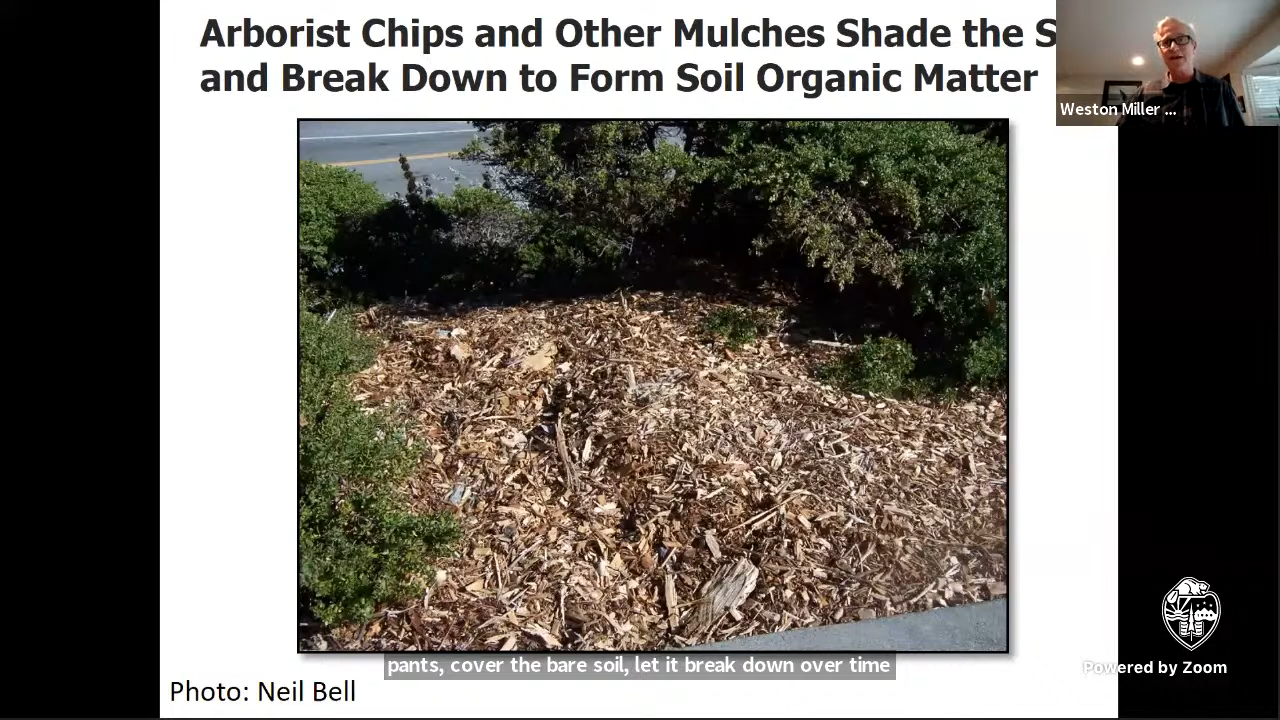 Arborist Chips and Other Mulches Shade the S
and Break Down to Form Soil Organic Matter
Weston Miller ...
pants, cover the bare soil, let it break down over time
Powered by Zoom
Photo: Neil Bell